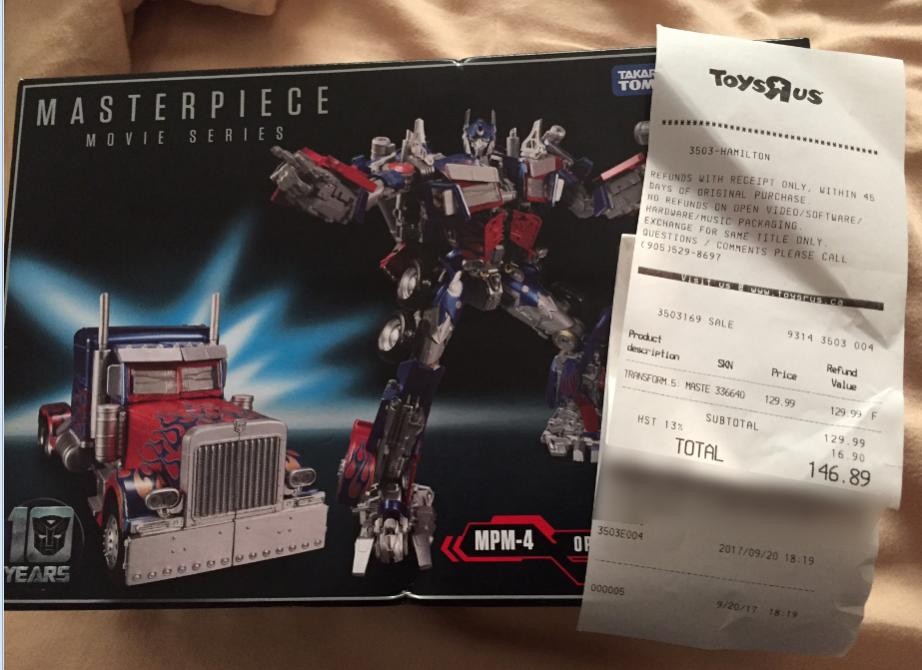 MASTERPIECE
MOVIE SERIES
TAKARA
TOM
10
YEARS
MPM-4
OP
ToysRus
3503-HAMILTON
REFUNDS WITH RECEIPT ONLY, WITHIN 45
DAYS OF ORIGINAL PURCHASE.
NO REFUNDS ON OPEN VIDEO/SOFTWARE/
HARDWARE/MUSIC PACKAGING.
EXCHANGE FOR SAME TITLE ONLY.
QUESTIONS / COMMENTS PLEASE CALL
(905)529-8697
Visit us @ www.toysrus.ca
3503169 SALE 9314 3503 004
Product description SKN Price Refund Value
TRANSFORM.5. MASTE 336640 129.99 129.99 F
SUBTOTAL 129.99
HST 13% 16.90
TOTAL 146.89
3503E004 2017/09/20 18:19
000005 9/20/17 18:19